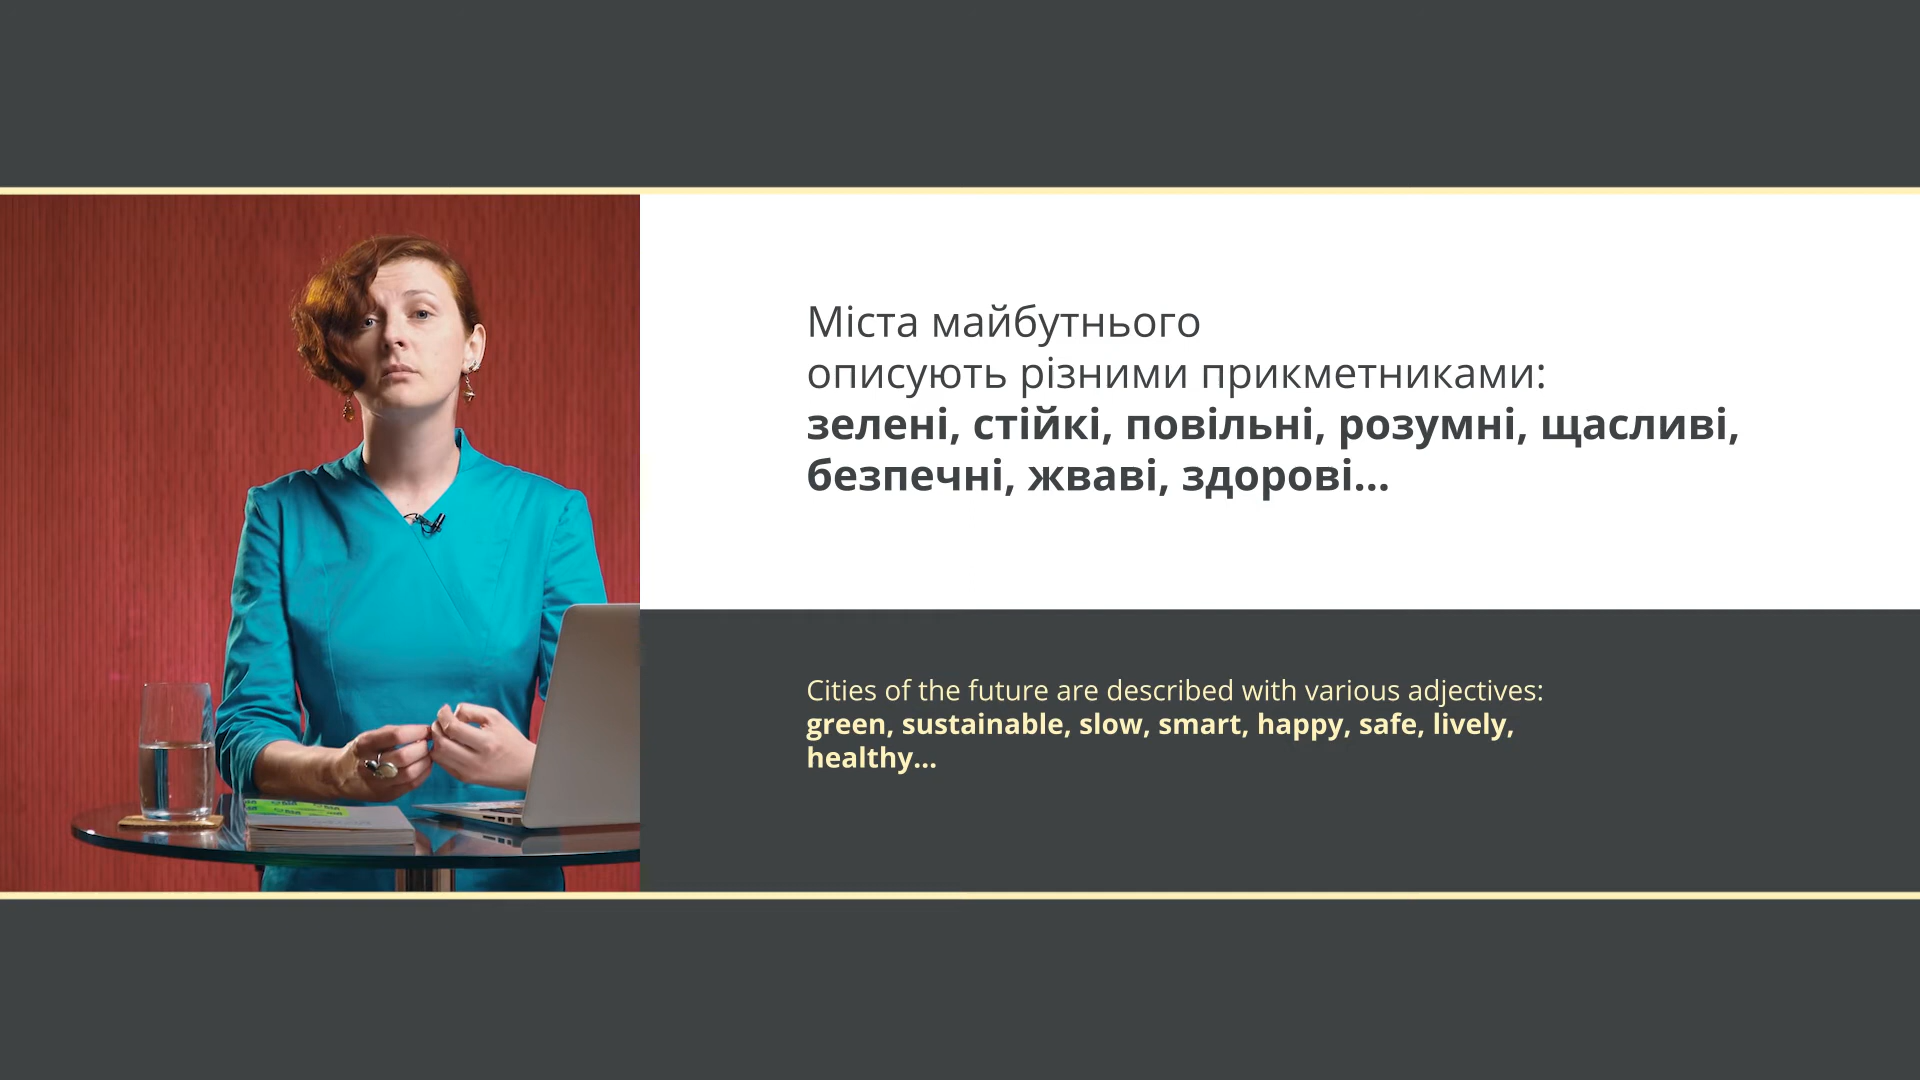 Міста майбутнього
описують різними прикметниками:
зелені, стійкі, повільні, розумні, щасливі,
безпечні, жваві, здорові...
Cities of the future are described with various adjectives:
green, sustainable, slow, smart, happy, safe, lively,
healthy...